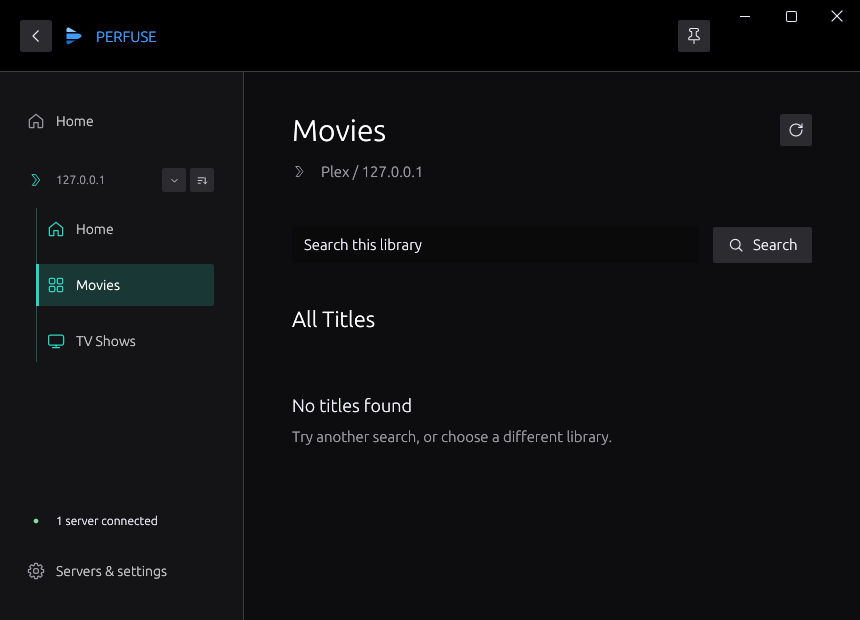 PERFUSE
Home
127.0.0.1
Home
Movies
TV Shows
1 server connected
Servers & settings
Movies
Plex / 127.0.0.1
Search this library
Search
All Titles
No titles found
Try another search, or choose a different library.